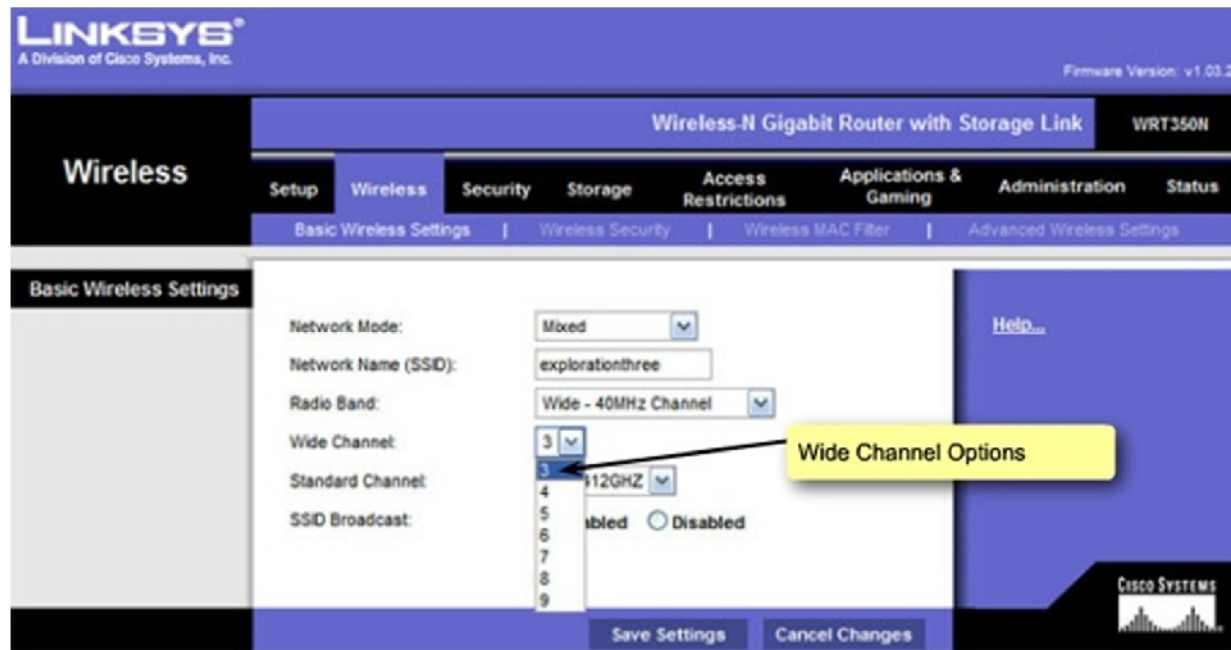 LINKSYS®
A Division of Cisco Systems, Inc.
Firmware Version: v1.03.2
Wireless-N Gigabit Router with Storage Link WRT350N
Wireless
Setup Wireless Security Storage Access Restrictions Applications & Gaming Administration Status
Basic Wireless Settings | Wireless Security | Wireless MAC Filter | Advanced Wireless Settings
Basic Wireless Settings
Help...
Network Mode: Mixed
Network Name (SSID): explorationthree
Radio Band: Wide - 40MHz Channel
Wide Channel: 3
Wide Channel Options
3
4
5
6
7
8
9
Standard Channel: 412GHZ
SSID Broadcast: Disabled
Save Settings Cancel Changes
CISCO SYSTEMS